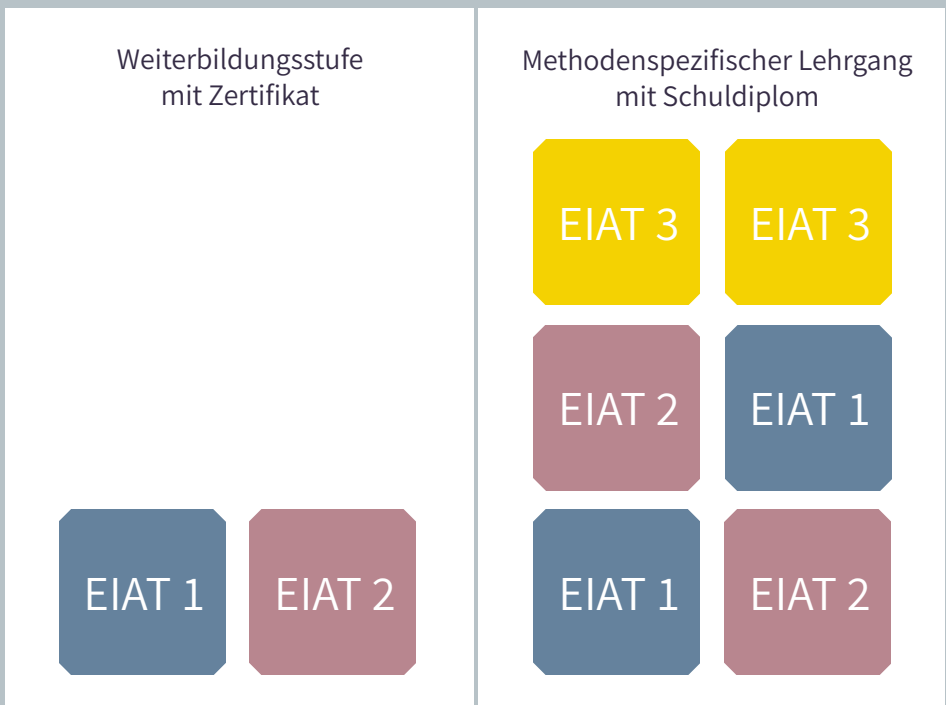 Weiterbildungsstufe
mit Zertifikat
EIAT 1
EIAT 2
Methodenspezifischer Lehrgang
mit Schuldiplom
EIAT 3
EIAT 3
EIAT 2
EIAT 1
EIAT 1
EIAT 2